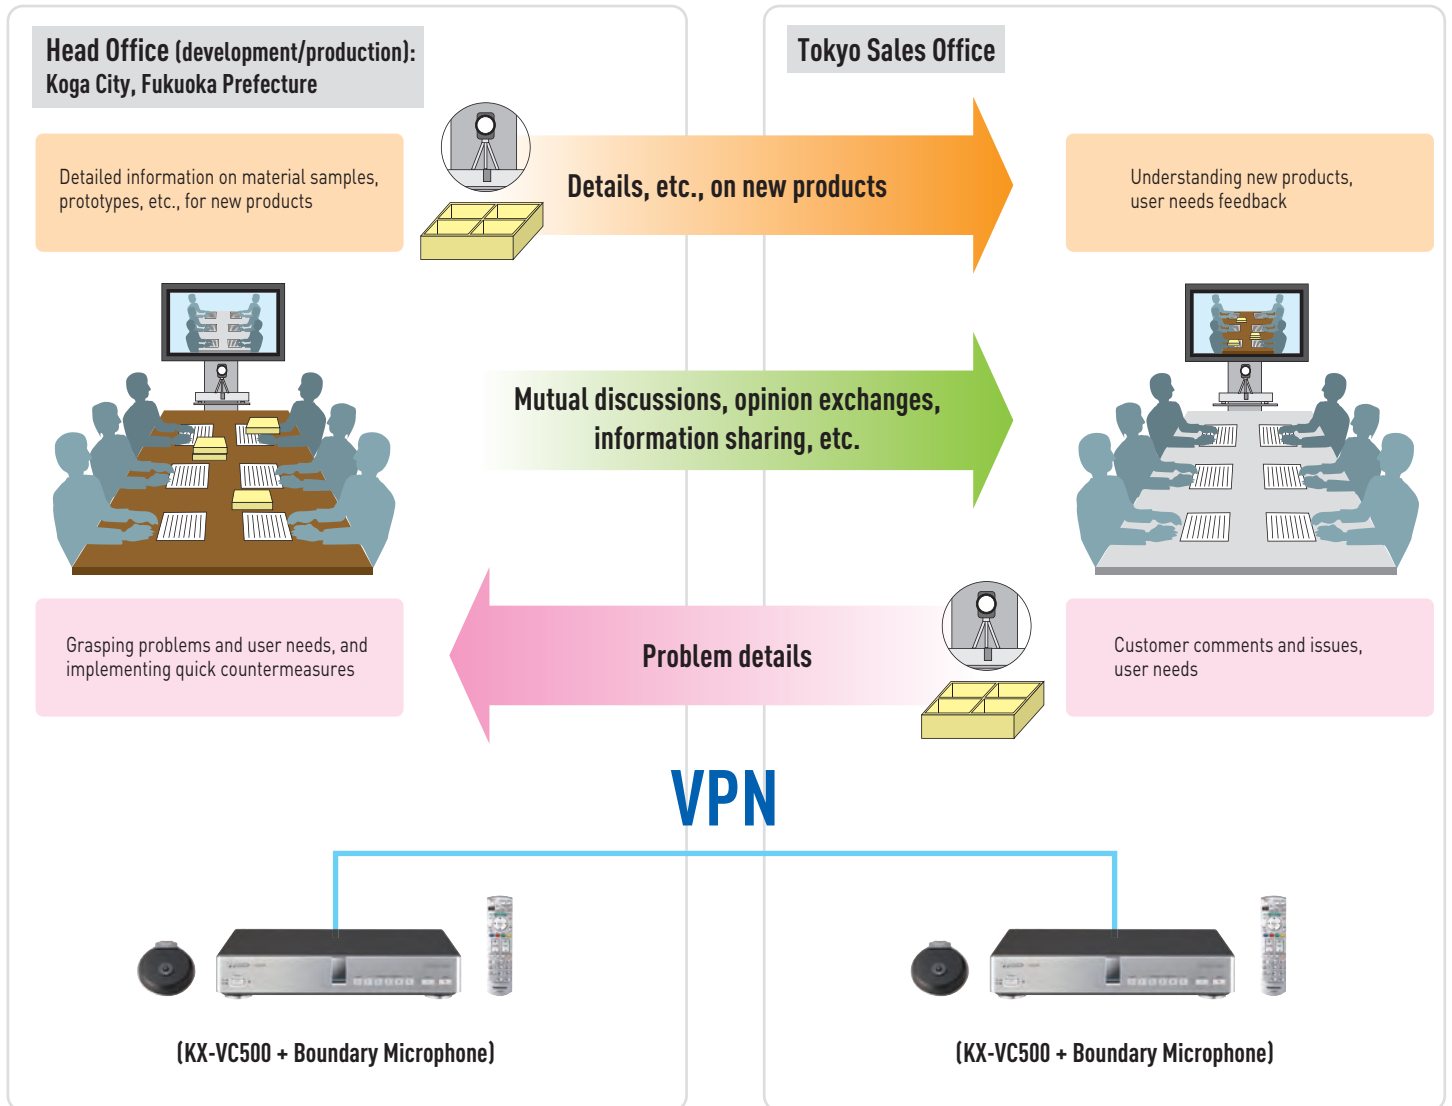 Head Office (development/production):
Koga City, Fukuoka Prefecture
Tokyo Sales Office
Detailed information on material samples,
prototypes, etc., for new products
Details, etc., on new products
Understanding new products,
user needs feedback
Mutual discussions, opinion exchanges,
information sharing, etc.
Grasping problems and user needs, and
implementing quick countermeasures
Problem details
Customer comments and issues,
user needs
VPN
(KX-VC500 + Boundary Microphone)
(KX-VC500 + Boundary Microphone)